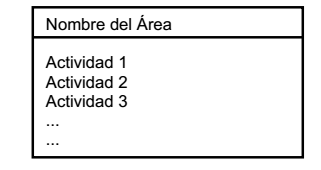 Nombre del Área
Actividad 1
Actividad 2
Actividad 3
...
...